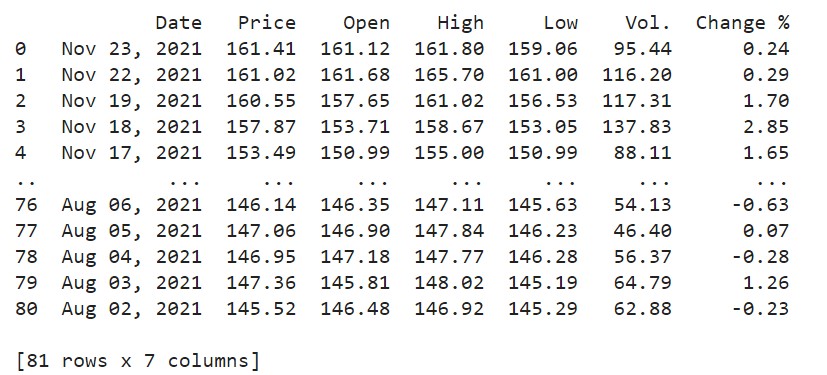 Date Price Open High Low Vol. Change %
0 Nov 23, 2021 161.41 161.12 161.80 159.06 95.44 0.24
1 Nov 22, 2021 161.02 161.68 165.70 161.00 116.20 0.29
2 Nov 19, 2021 160.55 157.65 161.02 156.53 117.31 1.70
3 Nov 18, 2021 157.87 153.71 158.67 153.05 137.83 2.85
4 Nov 17, 2021 153.49 150.99 155.00 150.99 88.11 1.65
.. ... ... ... ... ... ... ...
76 Aug 06, 2021 146.14 146.35 147.11 145.63 54.13 -0.63
77 Aug 05, 2021 147.06 146.90 147.84 146.23 46.40 0.07
78 Aug 04, 2021 146.95 147.18 147.77 146.28 56.37 -0.28
79 Aug 03, 2021 147.36 145.81 148.02 145.19 64.79 1.26
80 Aug 02, 2021 145.52 146.48 146.92 145.29 62.88 -0.23
[81 rows x 7 columns]